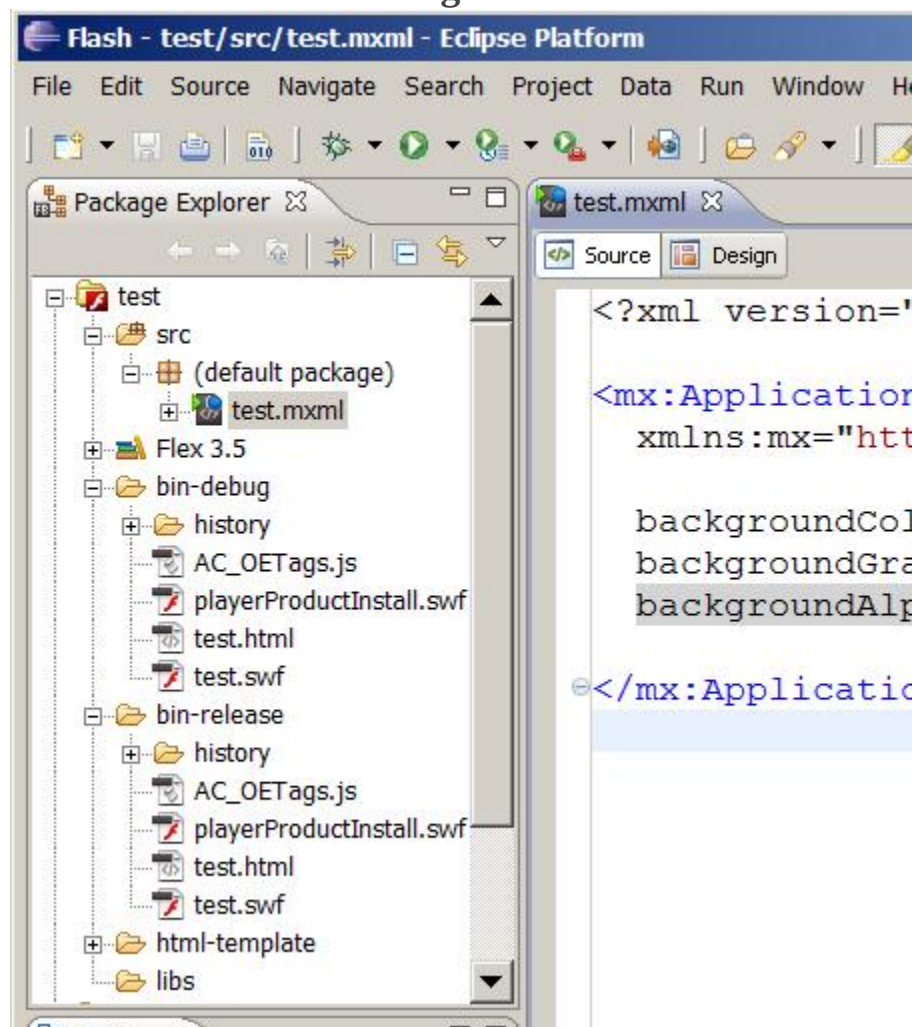 Flash - test/src/test.mxml - Eclipse Platform
File Edit Source Navigate Search Project Data Run Window
010
Package Explorer
test.mxml
Source Design
test
src
(default package)
test.mxml
Flex 3.5
bin-debug
history
AC_OETags.js
playerProductInstall.swf
test.html
test.swf
bin-release
history
AC_OETags.js
playerProductInstall.swf
test.html
test.swf
html-template
libs
<?xml version="
<mx:Application
xmlns:mx="htt
backgroundCol
backgroundGra
backgroundAlp
</mx:Applicatio